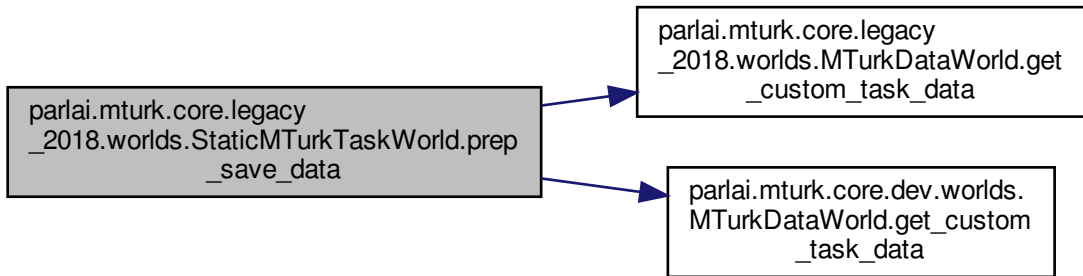 parlai.mturk.core.legacy
_2018.worlds.StaticMTurkTaskWorld.prep
_save_data
parlai.mturk.core.legacy
_2018.worlds.MTurkDataWorld.get
_custom_task_data
parlai.mturk.core.dev.worlds.
MTurkDataWorld.get_custom
_task_data